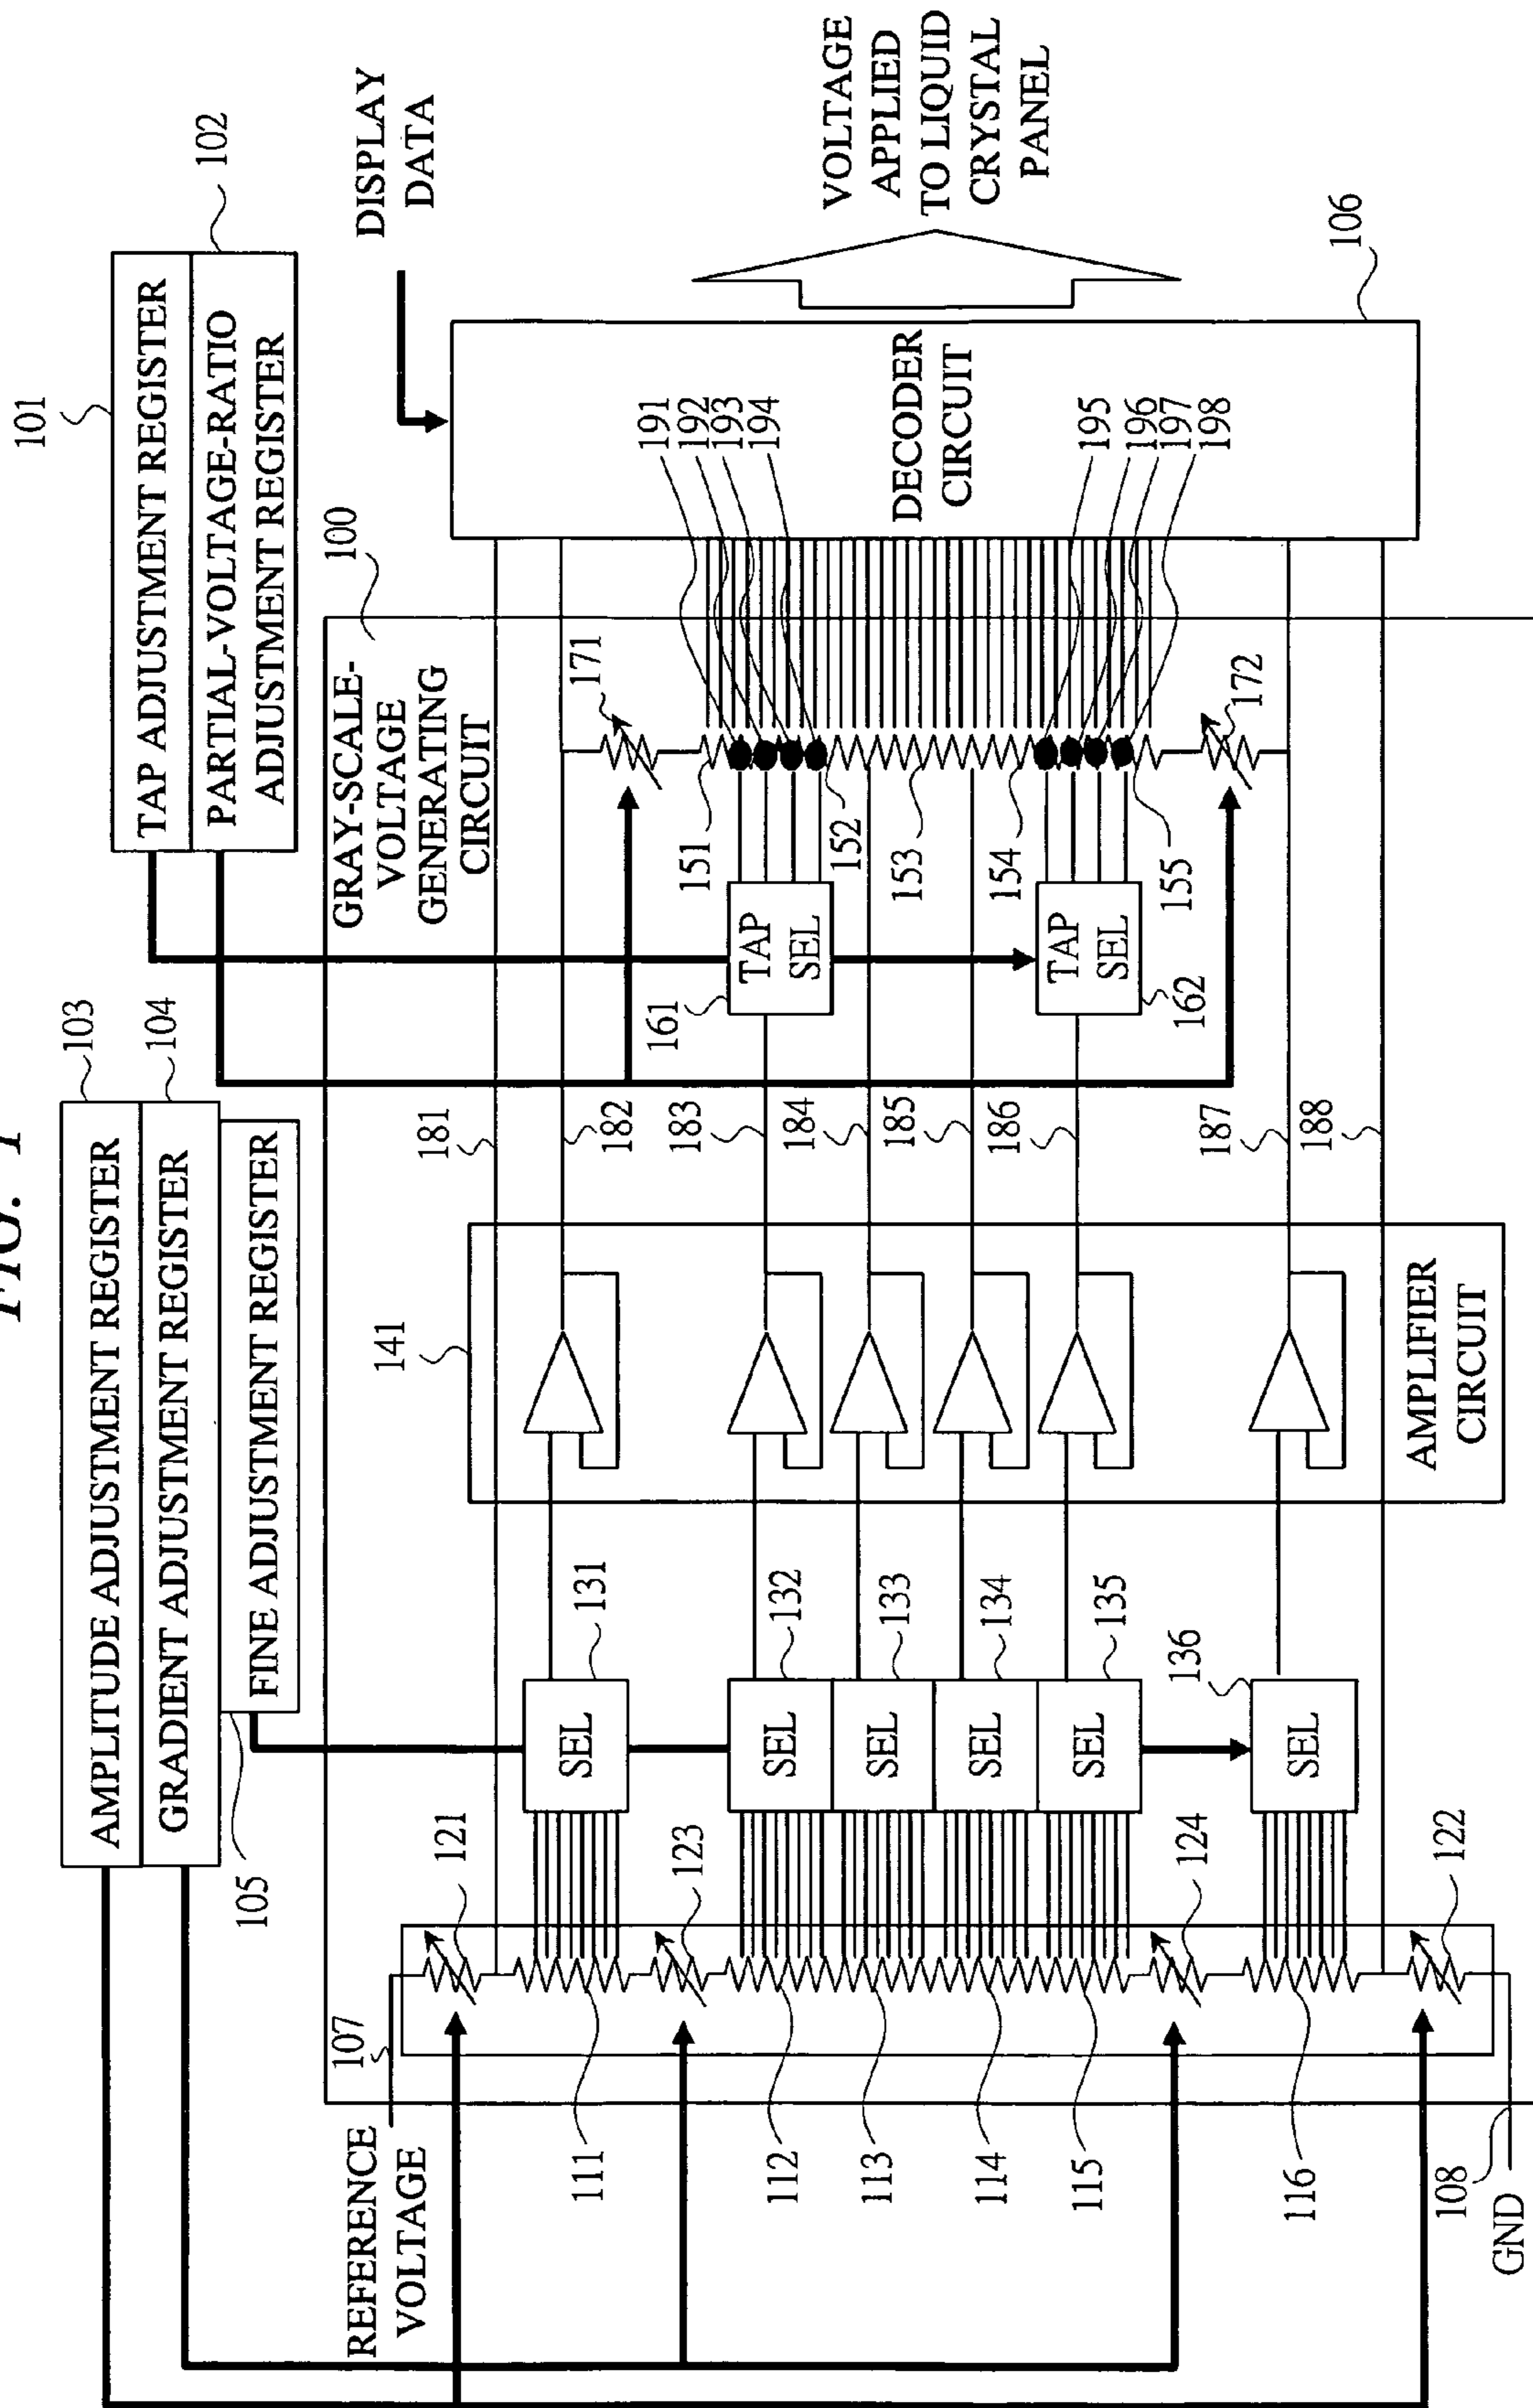 FIG. 1
101
TAP ADJUSTMENT REGISTER
PARTIAL-VOLTAGE-RATIO
ADJUSTMENT REGISTER
102
103
AMPLITUDE ADJUSTMENT REGISTER
104
GRADIENT ADJUSTMENT REGISTER
FINE ADJUSTMENT REGISTER
105
REFERENCE
VOLTAGE
107
GRAY-SCALE-
VOLTAGE
GENERATING
CIRCUIT
100
DISPLAY
DATA
121
111
123
112
113
114
115
124
116
122
108
GND
SEL
131
SEL
132
SEL
133
SEL
134
SEL
135
SEL
136
141
AMPLIFIER
CIRCUIT
181
182
183
184
185
186
187
188
TAP
SEL
161
TAP
SEL
162
171
151
152
153
154
155
172
191
192
193
194
195
196
197
198
DECODER
CIRCUIT
106
VOLTAGE
APPLIED
TO LIQUID
CRYSTAL
PANEL